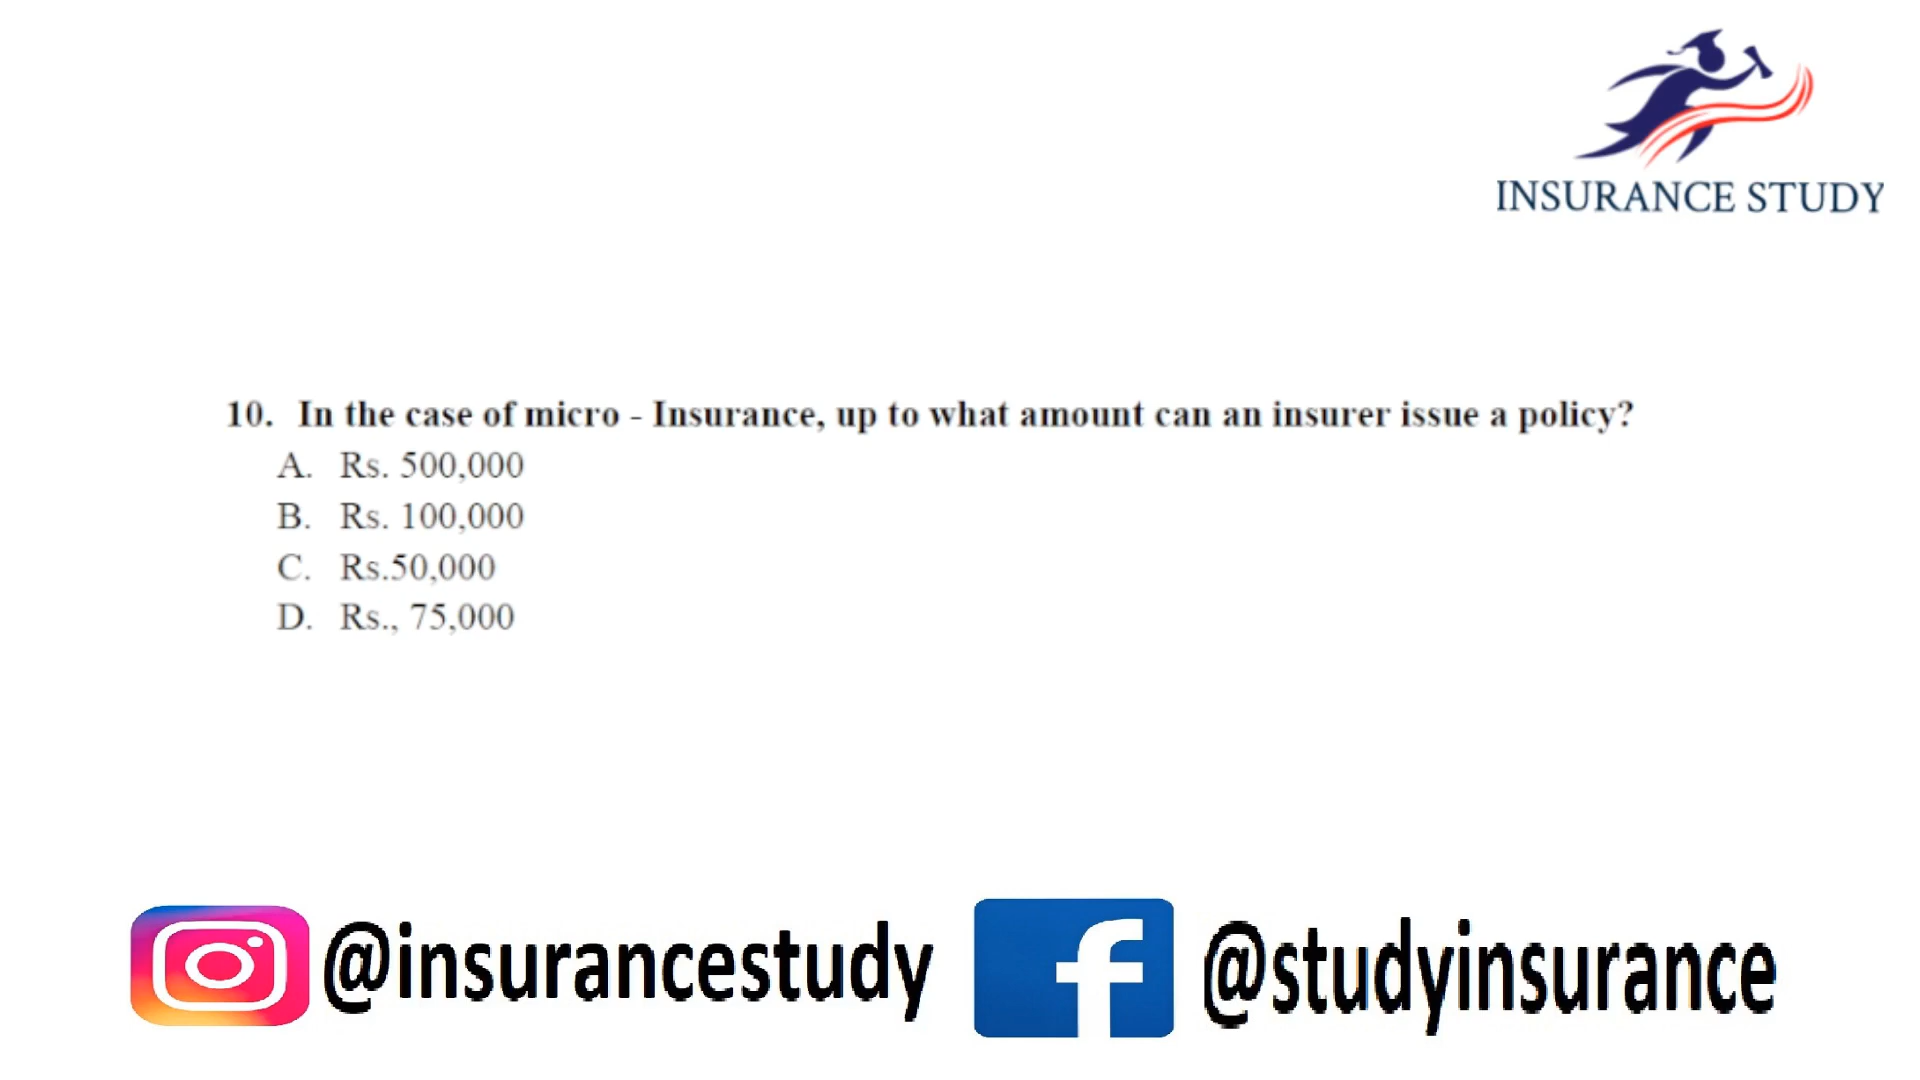 INSURANCE STUDY
10. In the case of micro - Insurance, up to what amount can an insurer issue a policy?
A. Rs. 500,000
B. Rs. 100,000
C. Rs.50,000
D. Rs., 75,000
@insurancestudy
@studyinsurance